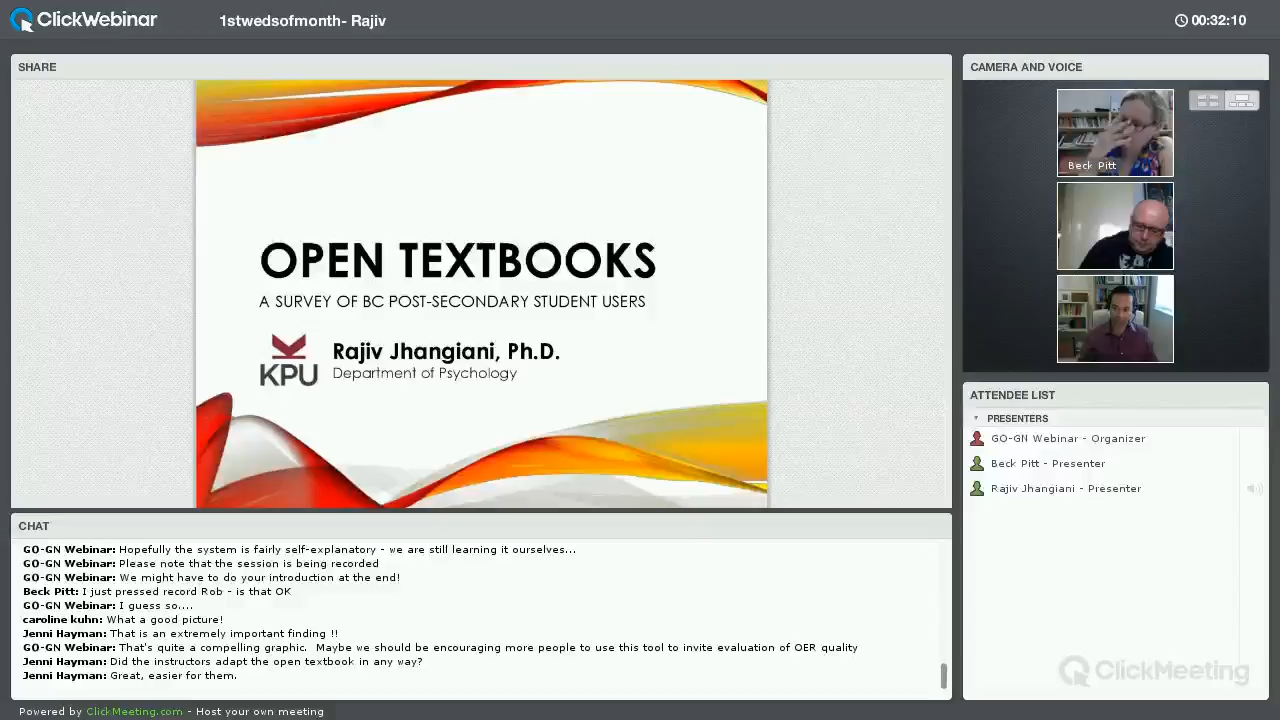 ClickWebinar
1stwedsofmonth- Rajiv
00:32:10
SHARE
OPEN TEXTBOOKS
A SURVEY OF BC POST-SECONDARY STUDENT USERS
KPU
Rajiv Jhangiani, Ph.D.
Department of Psychology
CAMERA AND VOICE
Beck Pitt
ATTENDEE LIST
PRESENTERS
GO-GN Webinar - Organizer
Beck Pitt - Presenter
Rajiv Jhangiani - Presenter
CHAT
GO-GN Webinar: Hopefully the system is fairly self-explanatory - we are still learning it ourselves...
GO-GN Webinar: Please note that the session is being recorded
GO-GN Webinar: We might have to do your introduction at the end!
Beck Pitt: I just pressed record Rob - is that OK
GO-GN Webinar: I guess so....
caroline kuhn: What a good picture!
Jenni Hayman: That is an extremely important finding !!
GO-GN Webinar: That's quite a compelling graphic.  Maybe we should be encouraging more people to use this tool to invite evaluation of OER quality
Jenni Hayman: Did the instructors adapt the open textbook in any way?
Jenni Hayman: Great, easier for them.
ClickMeeting
Powered by ClickMeeting.com - Host your own meeting